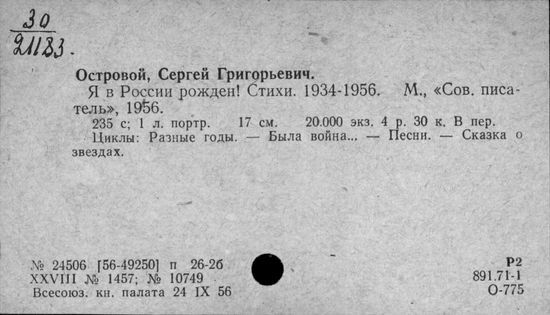 30
21183.
Островой, Сергей Григорьевич.
Я в России рожден! Стихи. 1934-1956. М., «Сов. писа-
тель», 1956.
235 с; 1 л. портр. 17 см. 20.000 экз. 4 р. 30 к. В пер.
Циклы: Разные годы. — Была война... — Песни. — Сказка о
звездах.
№ 24506 [56-49250] п 26-2б
XXVIII № 1457; № 10749
Всесоюз. кн. палата 24 IX 56
Р2
891.71-1
О-775